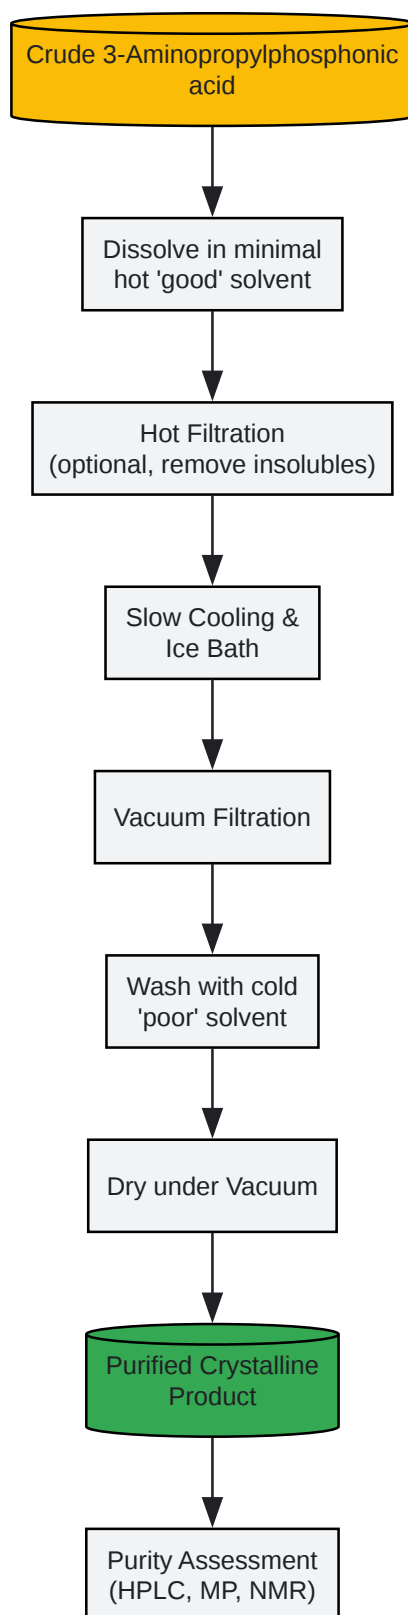 Crude 3-Aminopropylphosphonic
acid
Dissolve in minimal
hot 'good' solvent
Hot Filtration
(optional, remove insolubles)
Slow Cooling &
Ice Bath
Vacuum Filtration
Wash with cold
'poor' solvent
Dry under Vacuum
Purified Crystalline
Product
Purity Assessment
(HPLC, MP, NMR)